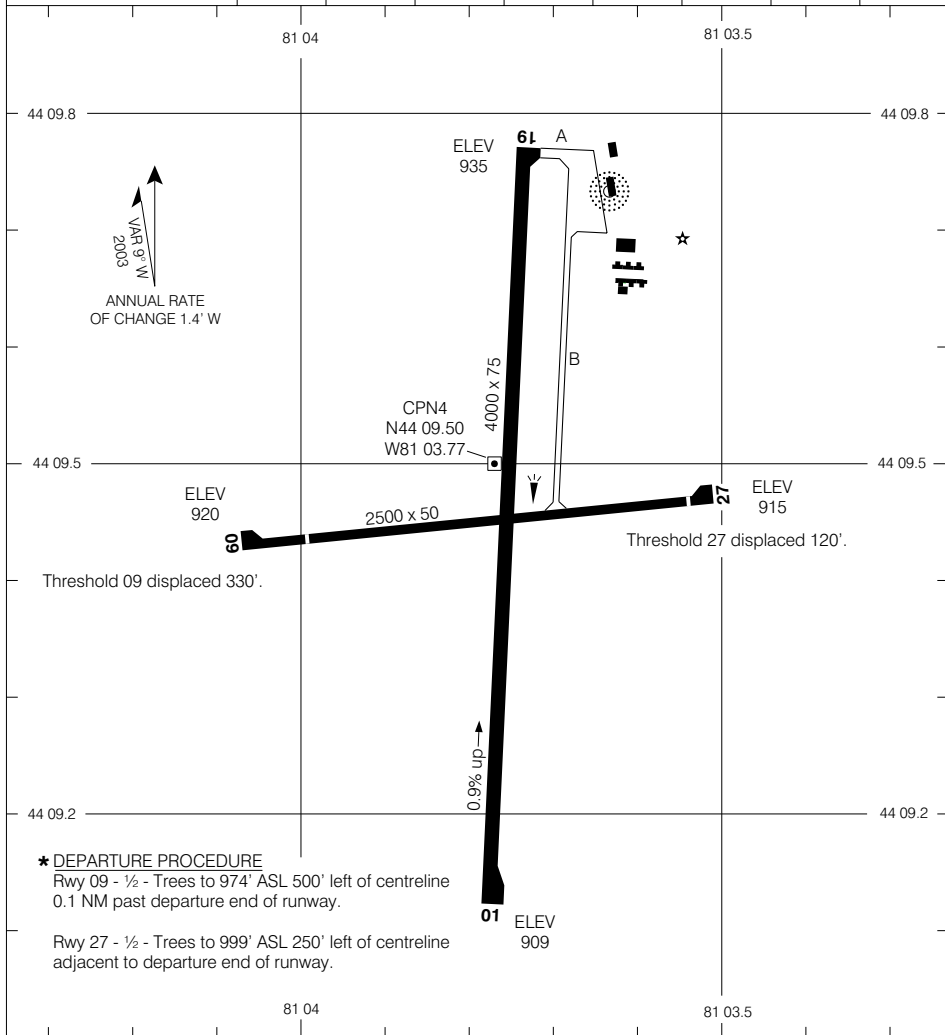 81 04
81 03.5
44 09.8
44 09.8
19
A
ELEV
935
VAR 9° W
2003
ANNUAL RATE
OF CHANGE 1.4' W
4000 x 75
B
CPN4
N44 09.50
W81 03.77
44 09.5
44 09.5
ELEV
920
2500 x 50
27
ELEV
915
09
Threshold 27 displaced 120'.
Threshold 09 displaced 330'.
0.9% up
44 09.2
44 09.2
* DEPARTURE PROCEDURE
Rwy 09 - ½ - Trees to 974' ASL 500' left of centreline
0.1 NM past departure end of runway.
01
ELEV
909
Rwy 27 - ½ - Trees to 999' ASL 250' left of centreline
adjacent to departure end of runway.
81 04
81 03.5